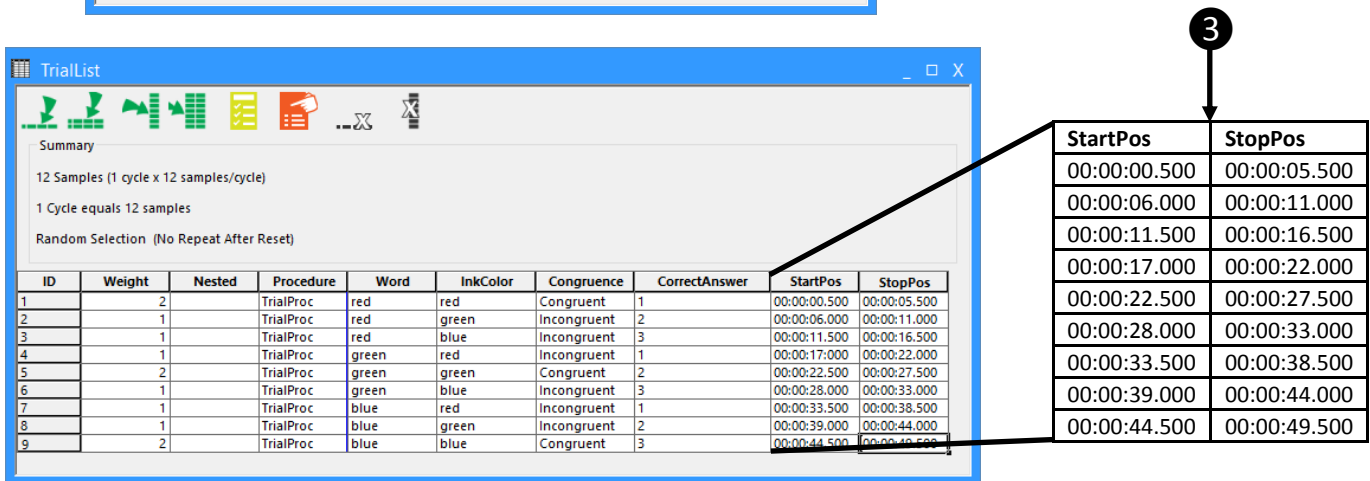 3
TrialList
Summary
12 Samples (1 cycle x 12 samples/cycle)
1 Cycle equals 12 samples
Random Selection (No Repeat After Reset)
ID Weight Nested Procedure Word InkColor Congruence CorrectAnswer StartPos StopPos
1 2 TrialProc red red Congruent 1 00:00:00.500 00:00:05.500
2 1 TrialProc red green Incongruent 2 00:00:06.000 00:00:11.000
3 1 TrialProc red blue Incongruent 3 00:00:11.500 00:00:16.500
4 1 TrialProc green red Incongruent 1 00:00:17:000 00:00:22.000
5 2 TrialProc green green Congruent 2 00:00:22.500 00:00:27.500
6 1 TrialProc green blue Incongruent 3 00:00:28.000 00:00:33.000
7 1 TrialProc blue red Incongruent 1 00:00:33.500 00:00:38.500
8 1 TrialProc blue green Incongruent 2 00:00:39.000 00:00:44.000
9 2 TrialProc blue blue Congruent 3 00:00:44.500 00:00:49.500
StartPos StopPos
00:00:00.500 00:00:05.500
00:00:06.000 00:00:11.000
00:00:11.500 00:00:16.500
00:00:17.000 00:00:22.000
00:00:22.500 00:00:27.500
00:00:28.000 00:00:33.000
00:00:33.500 00:00:38.500
00:00:39.000 00:00:44.000
00:00:44.500 00:00:49.500